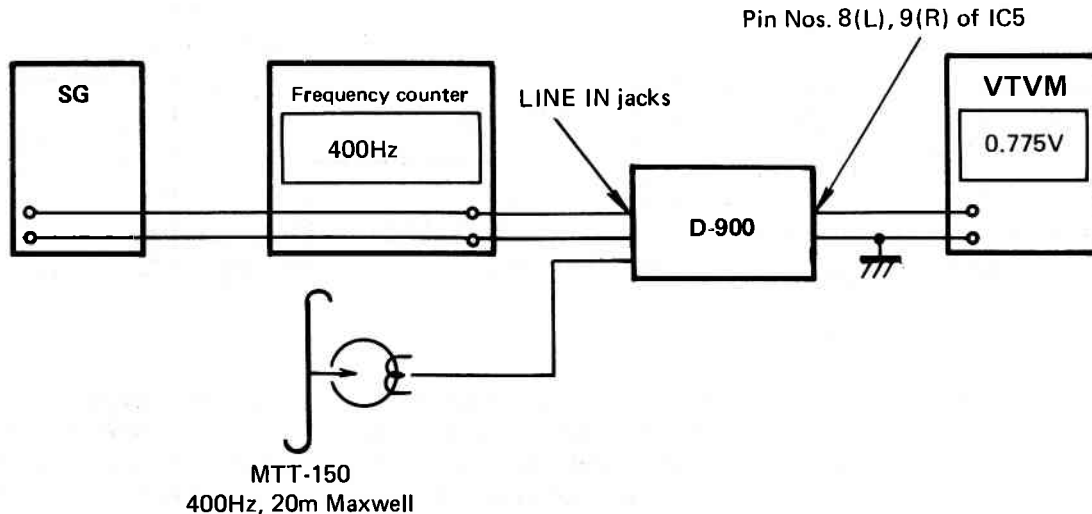 Pin Nos. 8(L), 9(R) of IC5
SG
Frequency counter
400Hz
LINE IN jacks
VTVM
0.775V
D-900
MTT-150
400Hz, 20m Maxwell